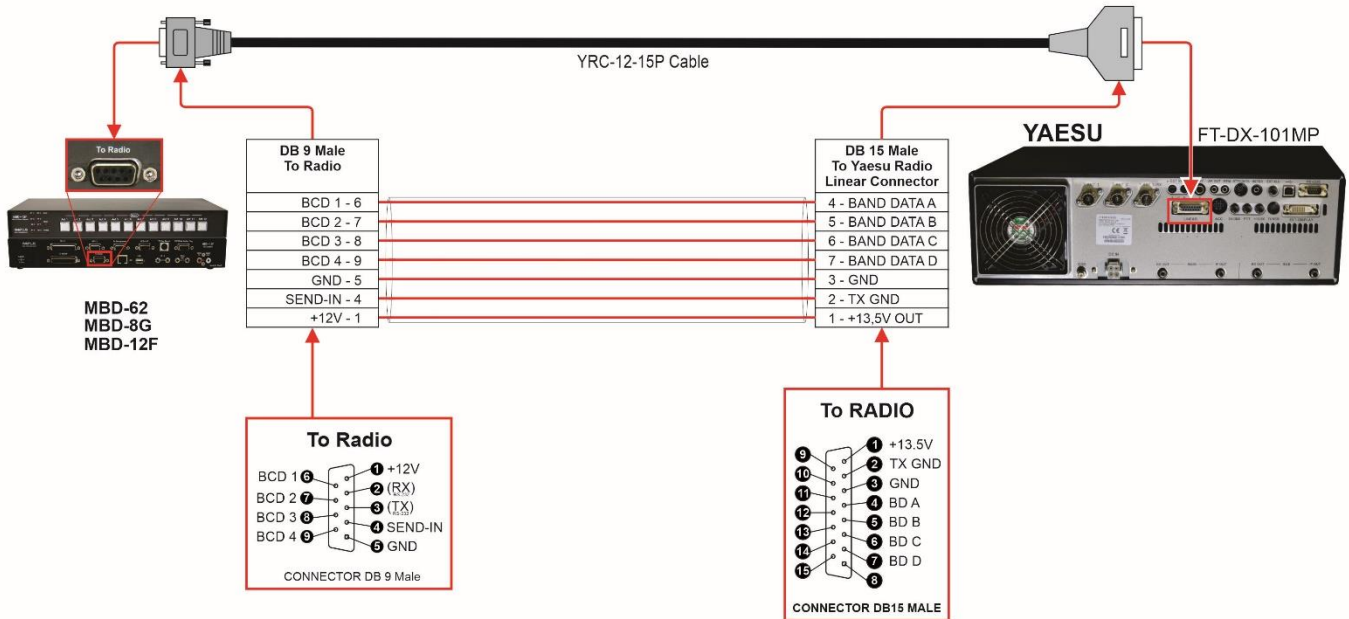 YRC-12-15P Cable
To Radio
MBD-62
MBD-8G
MBD-12F
DB 9 Male
To Radio
BCD 1 - 6
BCD 2 - 7
BCD 3 - 8
BCD 4 - 9
GND - 5
SEND-IN - 4
+12V - 1
DB 15 Male
To Yaesu Radio
Linear Connector
4 - BAND DATA A
5 - BAND DATA B
6 - BAND DATA C
7 - BAND DATA D
3 - GND
2 - TX GND
1 - +13,5V OUT
YAESU FT-DX-101MP
To Radio
BCD 1 6
BCD 2 7
BCD 3 8
BCD 4 9
1 +12V
2 (RX)
3 (TX)
4 SEND-IN
5 GND
CONNECTOR DB 9 Male
To RADIO
9
10
11
12
13
14
15
1 +13.5V
2 TX GND
3 GND
4 BD A
5 BD B
6 BD C
7 BD D
8
CONNECTOR DB15 MALE